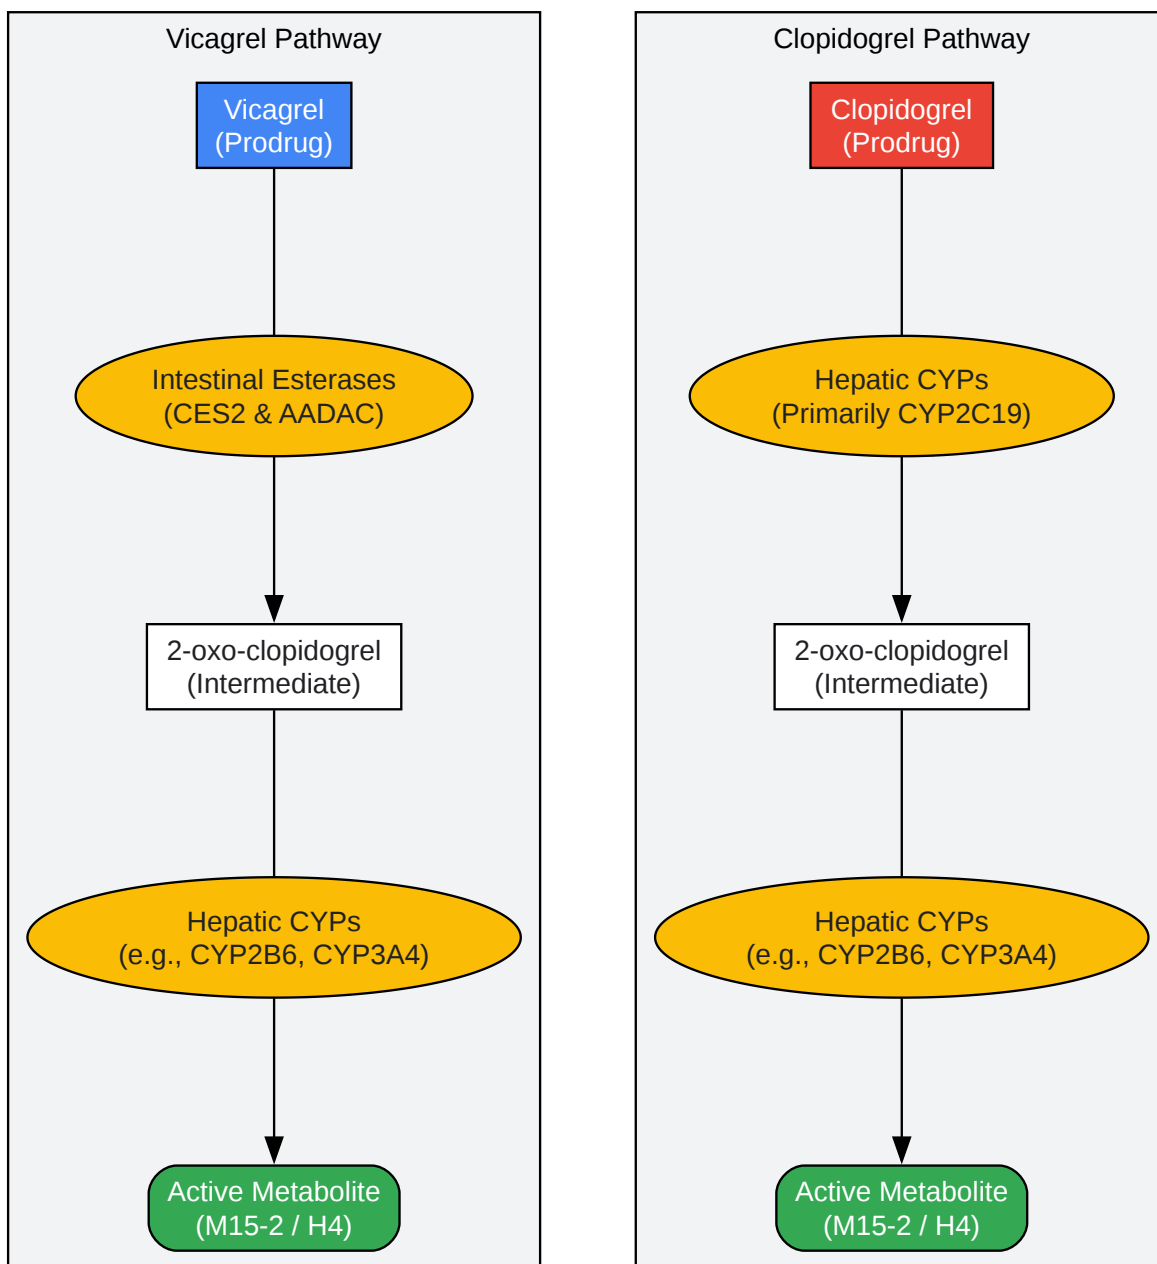 Vicagrel Pathway
Vicagrel
(Prodrug)
Intestinal Esterases
(CES2 & AADAC)
2-oxo-clopidogrel
(Intermediate)
Hepatic CYPs
(e.g., CYP2B6, CYP3A4)
Active Metabolite
(M15-2 / H4)
Clopidogrel Pathway
Clopidogrel
(Prodrug)
Hepatic CYPs
(Primarily CYP2C19)
2-oxo-clopidogrel
(Intermediate)
Hepatic CYPs
(e.g., CYP2B6, CYP3A4)
Active Metabolite
(M15-2 / H4)